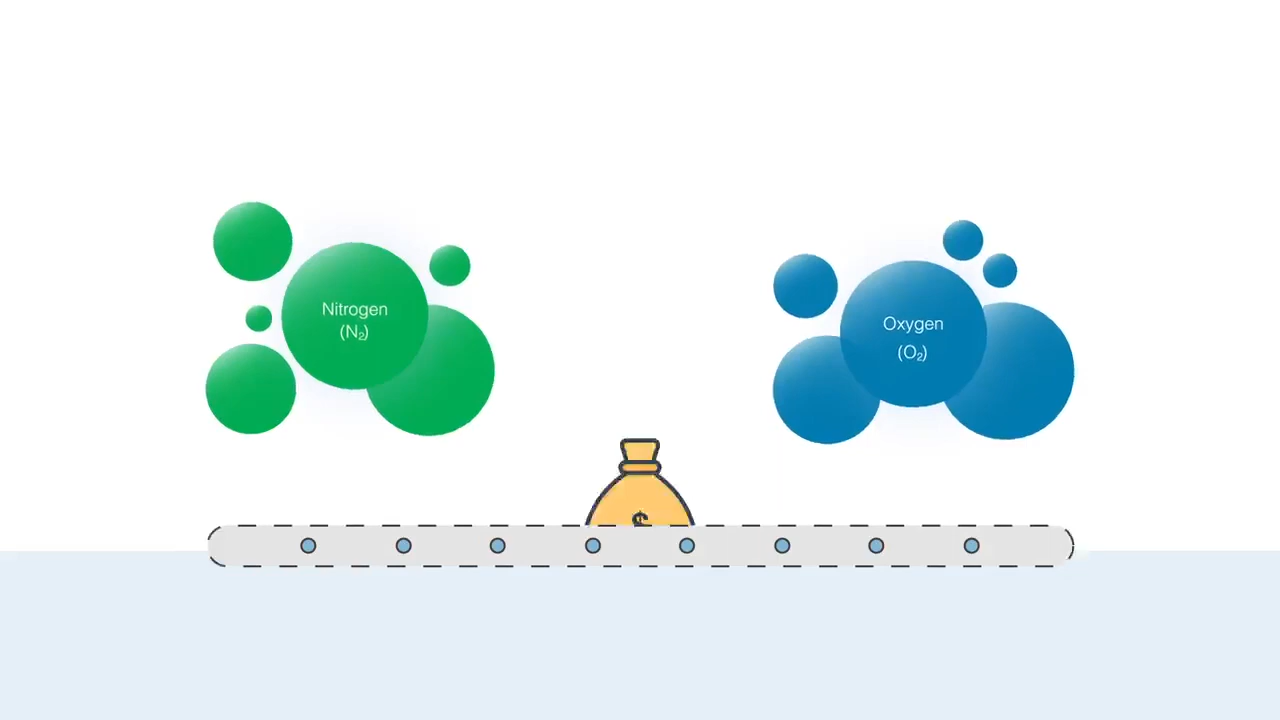 Nitrogen
(N₂)
Oxygen
(O₂)
$